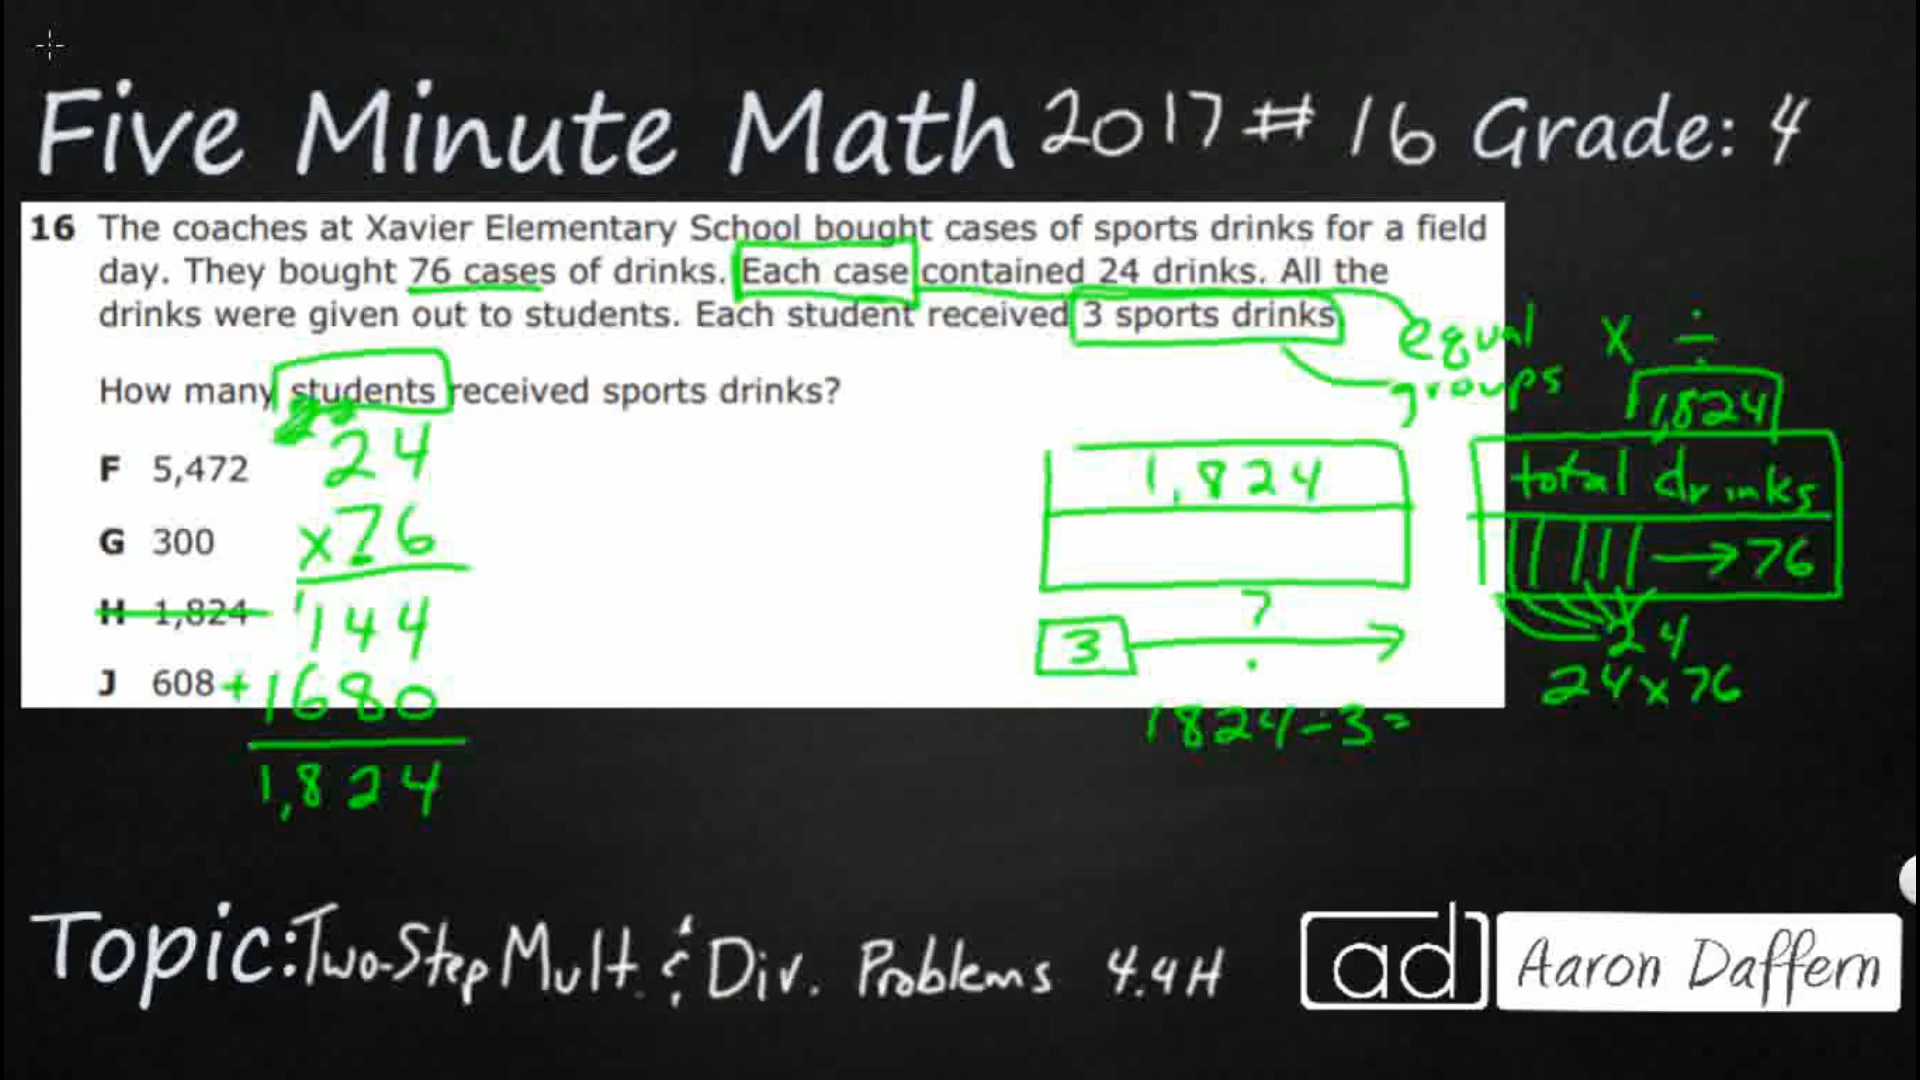 Five Minute Math 2017 # 16 Grade: 4
16 The coaches at Xavier Elementary School bought cases of sports drinks for a field
day. They bought 76 cases of drinks. Each case contained 24 drinks. All the
drinks were given out to students. Each student received 3 sports drinks
How many students received sports drinks?
F 5,472
G 300
H 1,824
J 608
24
x76
144
+1680
1,824
equal
groups
x ÷
1,824
total drinks
→76
24
24x76
1,824
3
?
1824÷3=
Topic: Two-Step Mult. & Div. Problems 4.4H
ad Aaron Daffern